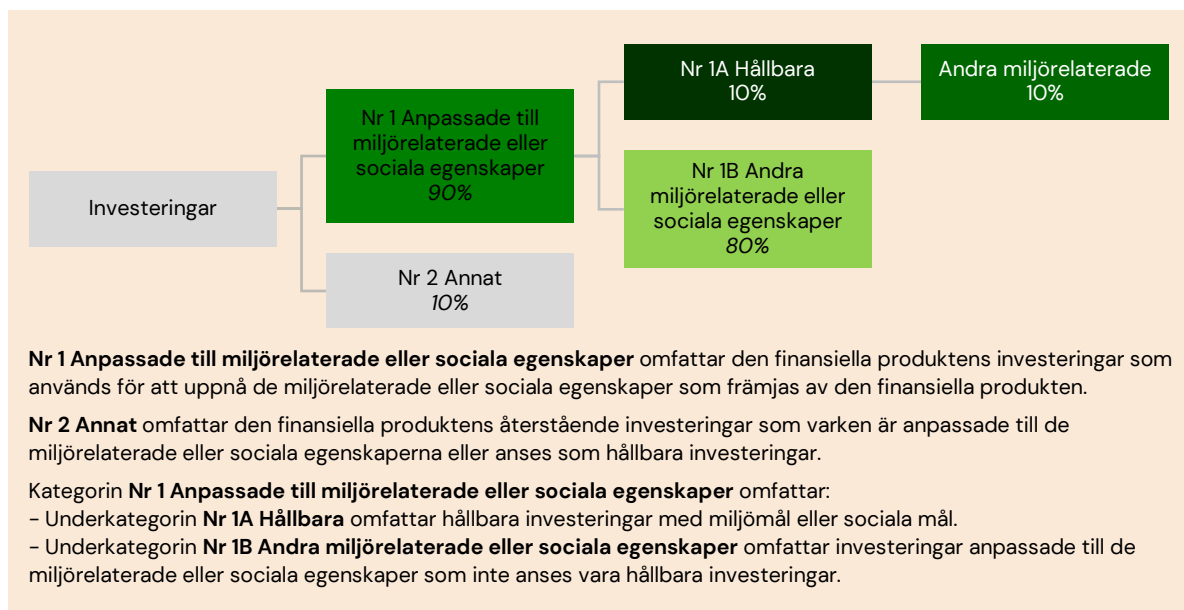 Nr 1A Hållbara
10%
Andra miljörelaterade
10%
Nr 1 Anpassade till
miljörelaterade eller
sociala egenskaper
90%
Nr 1B Andra
miljörelaterade eller
sociala egenskaper
80%
Investeringar
Nr 2 Annat
10%
Nr 1 Anpassade till miljörelaterade eller sociala egenskaper omfattar den finansiella produktens investeringar som
används för att uppnå de miljörelaterade eller sociala egenskaper som främjas av den finansiella produkten.
Nr 2 Annat omfattar den finansiella produktens återstående investeringar som varken är anpassade till de
miljörelaterade eller sociala egenskaperna eller anses som hållbara investeringar.
Kategorin Nr 1 Anpassade till miljörelaterade eller sociala egenskaper omfattar:
– Underkategorin Nr 1A Hållbara omfattar hållbara investeringar med miljömål eller sociala mål.
– Underkategorin Nr 1B Andra miljörelaterade eller sociala egenskaper omfattar investeringar anpassade till de
miljörelaterade eller sociala egenskaper som inte anses vara hållbara investeringar.